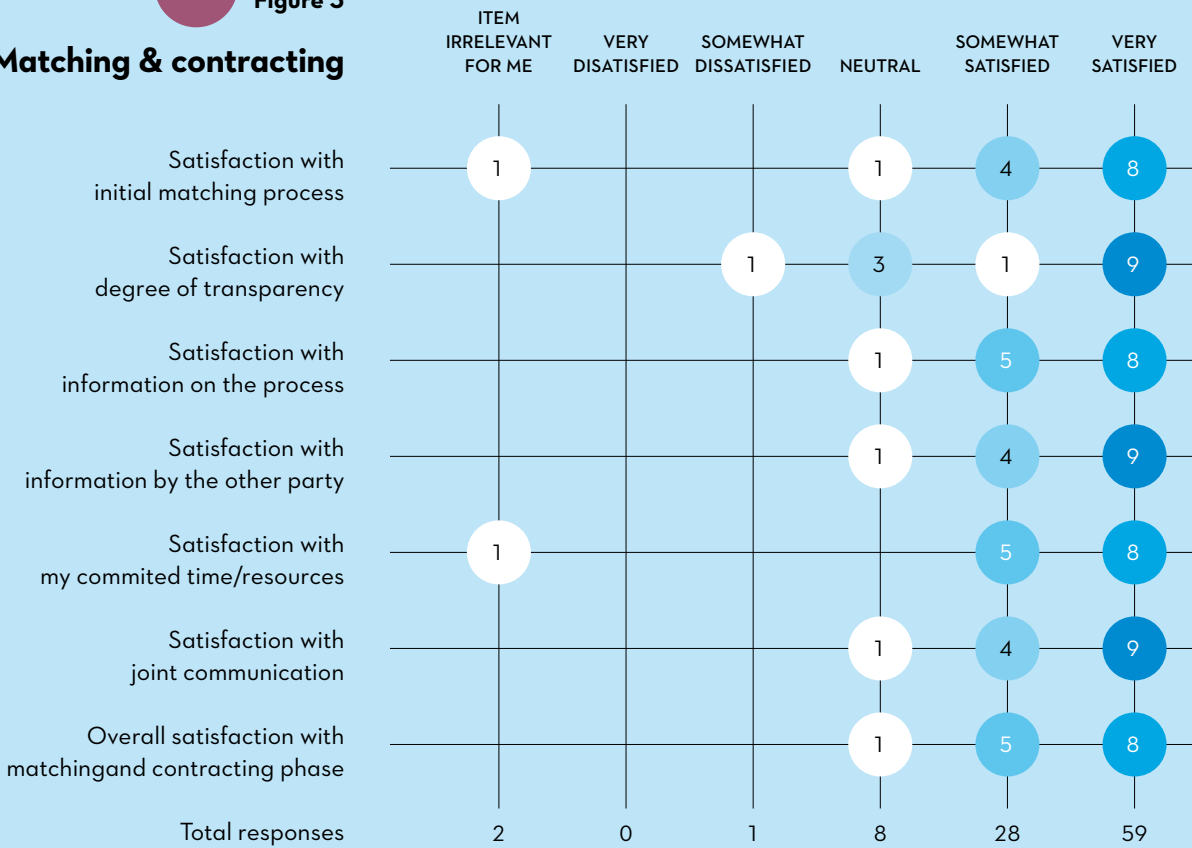 Figure 3
Matching & contracting
ITEM IRRELEVANT FOR ME
VERY DISATISFIED
SOMEWHAT DISSATISFIED
NEUTRAL
SOMEWHAT SATISFIED
VERY SATISFIED
Satisfaction with
initial matching process
1 1 4 8
Satisfaction with
degree of transparency
1 3 1 9
Satisfaction with
information on the process
1 5 8
Satisfaction with
information by the other party
1 4 9
Satisfaction with
my commited time/resources
1 5 8
Satisfaction with
joint communication
1 4 9
Overall satisfaction with
matchingand contracting phase
1 5 8
Total responses 2 0 1 8 28 59